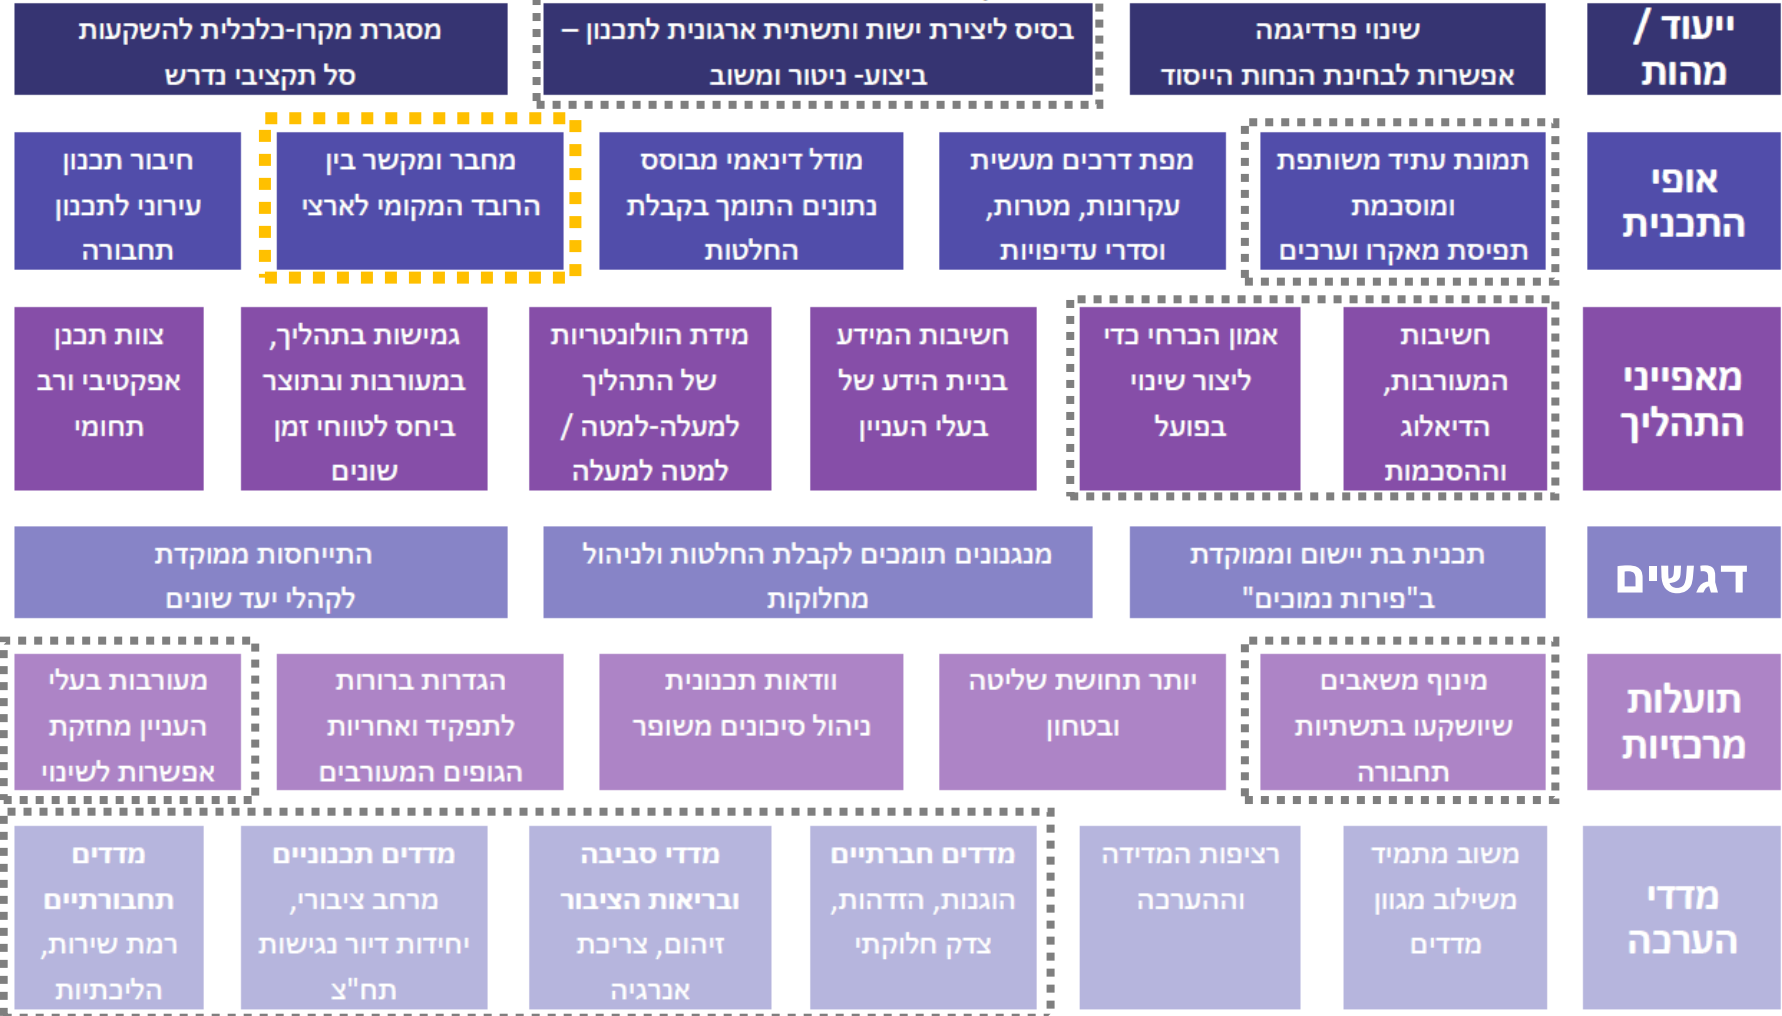 ייעוד /
מהות
שינוי פרדיגמה
אפשרות לבחינת הנחות הייסוד
בסיס ליצירת ישות ותשתית ארגונית לתכנון –
ביצוע- ניטור ומשוב
מסגרת מקרו-כלכלית להשקעות
סל תקציבי נדרש
אופי
התכנית
תמונת עתיד משותפת
ומוסכמת
תפיסת מאקרו וערכים
מפת דרכים מעשית
עקרונות, מטרות,
וסדרי עדיפויות
מודל דינאמי מבוסס
נתונים התומך בקבלת
החלטות
מחבר ומקשר בין
הרובד המקומי לארצי
חיבור תכנון
עירוני לתכנון
תחבורה
מאפייני
התהליך
חשיבות
המעורבות,
הדיאלוג
וההסכמות
אמון הכרחי כדי
ליצור שינוי
בפועל
חשיבות המידע
בניית הידע של
בעלי העניין
מידת הוולונטריות
של התהליך
למעלה-למטה /
למטה למעלה
גמישות בתהליך,
במעורבות ובתוצר
ביחס לטווחי זמן
שונים
צוות תכנן
אפקטיבי ורב
תחומי
דגשים
תכנית בת יישום וממוקדת
ב"פירות נמוכים"
מנגנונים תומכים לקבלת החלטות ולניהול
מחלוקות
התייחסות ממוקדת
לקהלי יעד שונים
תועלות
מרכזיות
מינוף משאבים
שיושקעו בתשתיות
תחבורה
יותר תחושת שליטה
ובטחון
וודאות תכנונית
ניהול סיכונים משופר
הגדרות ברורות
לתפקיד ואחריות
הגופים המעורבים
מעורבות בעלי
העניין מחזקת
אפשרות לשינוי
מדדי
הערכה
משוב מתמיד
משילוב מגוון
מדדים
רציפות המדידה
וההערכה
מדדים חברתיים
הוגנות, הזדהות,
צדק חלוקתי
מדדי סביבה
ובריאות הציבור
זיהום, צריכת
אנרגיה
מדדים תכנוניים
מרחב ציבורי,
יחידות דיור נגישות
תח"צ
מדדים
תחבורתיים
רמת שירות,
הליכתיות